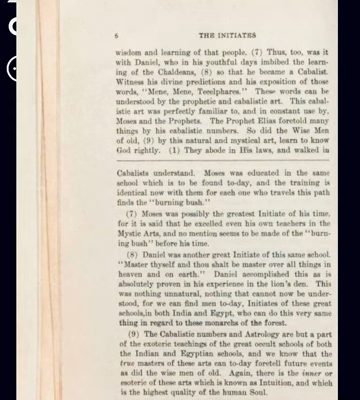 6 THE INITIATES
wisdom and learning of that people. (7) Thus, too, was it
with Daniel, who in his youthful days imbibed the learn-
ing of the Chaldeans, (8) so that he became a Cabalist.
Witness his divine predictions and his exposition of those
words, "Mene, Mene, Tecelphares." These words can be
understood by the prophetic and cabalistic art. This cabal-
istic art was perfectly familiar to, and in constant use by,
Moses and the Prophets. The Prophet Elias foretold many
things by his cabalistic numbers. So did the Wise Men
of old, (9) by this natural and mystical art, learn to know
God rightly. (1) They abode in His laws, and walked in
Cabalists understand. Moses was educated in the same
school which is to be found to-day, and the training is
identical now with them for each one who travels this path
finds the "burning bush."
(7) Moses was possibly the greatest Initiate of his time,
for it is said that he excelled even his own teachers in the
Mystic Arts, and no mention seems to be made of the "burn-
ing bush" before his time.
(8) Daniel was another great Initiate of this same school.
"Master thyself and thou shall be master over all things in
heaven and on earth." Daniel accomplished this as is
absolutely proven in his experience in the lion's den. This
was nothing unnatural, nothing that cannot now be under-
stood, for we can find men to-day, Initiates of these great
schools,in both India and Egypt, who can do this very same
thing in regard to these monarchs of the forest.
(9) The Cabalistic numbers and Astrology are but a part
of the exoteric teachings of the great occult schools of both
the Indian and Egyptian schools, and we know that the
true masters of these arts can to-day foretell future events
as did the wise men of old. Again, there is the inner or
esoteric of these arts which is known as Intuition, and which
is the highest quality of the human Soul.